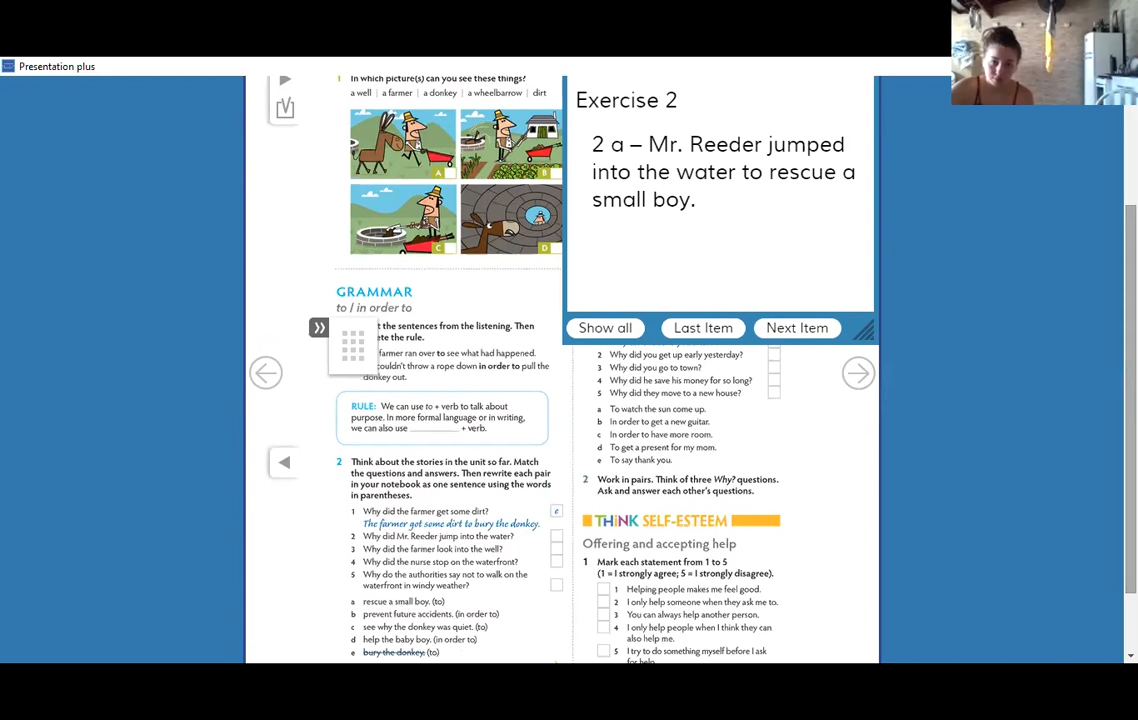 Presentation plus
1 In which picture(s) can you see these things?
a well | a farmer | a donkey | a wheelbarrow | dirt
A
B
C
D
Exercise 2
2 a – Mr. Reeder jumped
into the water to rescue a
small boy.
Show all
Last Item
Next Item
GRAMMAR
to / in order to
the sentences from the listening. Then
the rule.
farmer ran over to see what had happened.
couldn't throw a rope down in order to pull the
donkey out.
RULE: We can use to + verb to talk about
purpose. In more formal language or in writing,
we can also use __________ + verb.
2 Think about the stories in the unit so far. Match
the questions and answers. Then rewrite each pair
in your notebook as one sentence using the words
in parentheses.
1 Why did the farmer get some dirt? e
The farmer got some dirt to bury the donkey.
2 Why did Mr. Reeder jump into the water?
3 Why did the farmer look into the well?
4 Why did the nurse stop on the waterfront?
5 Why do the authorities say not to walk on the
waterfront in windy weather?
a rescue a small boy. (to)
b prevent future accidents. (in order to)
c see why the donkey was quiet. (to)
d help the baby boy. (in order to)
e bury the donkey. (to)
2 Why did you get up early yesterday?
3 Why did you go to town?
4 Why did he save his money for so long?
5 Why did they move to a new house?
a To watch the sun come up.
b In order to get a new guitar.
c In order to have more room.
d To get a present for my mom.
e To say thank you.
2 Work in pairs. Think of three Why? questions.
Ask and answer each other's questions.
THINK SELF-ESTEEM
Offering and accepting help
1 Mark each statement from 1 to 5
(1 = I strongly agree; 5 = I strongly disagree).
1 Helping people makes me feel good.
2 I only help someone when they ask me to.
3 You can always help another person.
4 I only help people when I think they can
also help me.
5 I try to do something myself before I ask
for help.